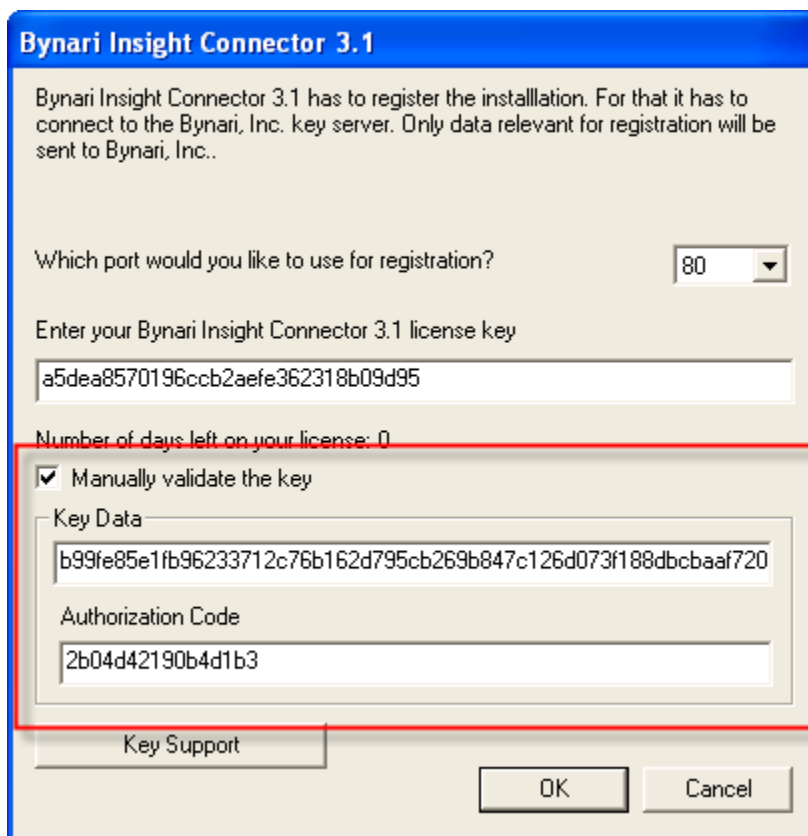 Bynari Insight Connector 3.1
Bynari Insight Connector 3.1 has to register the installlation. For that it has to
connect to the Bynari, Inc. key server. Only data relevant for registration will be
sent to Bynari, Inc..
Which port would you like to use for registration?
80
Enter your Bynari Insight Connector 3.1 license key
a5dea8570196ccb2aefe362318b09d95
Number of days left on your license: 0
Manually validate the key
Key Data
b99fe85e1fb96233712c76b162d795cb269b847c126d073f188dbcbaaf720
Authorization Code
2b04d42190b4d1b3
Key Support
OK
Cancel